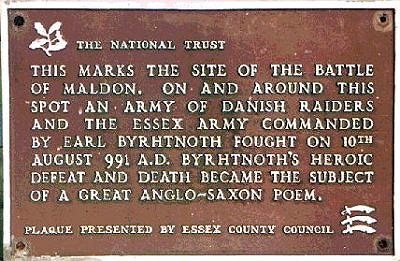 THE NATIONAL TRUST
THIS MARKS THE SITE OF THE BATTLE
OF MALDON. ON AND AROUND THIS
SPOT AN ARMY OF DANISH RAIDERS
AND THE ESSEX ARMY COMMANDED
BY EARL BYRHTNOTH FOUGHT ON 10TH
AUGUST 991 A.D. BYRHTNOTH'S HEROIC
DEFEAT AND DEATH BECAME THE SUBJECT
OF A GREAT ANGLO-SAXON POEM.
PLAQUE PRESENTED BY ESSEX COUNTY COUNCIL